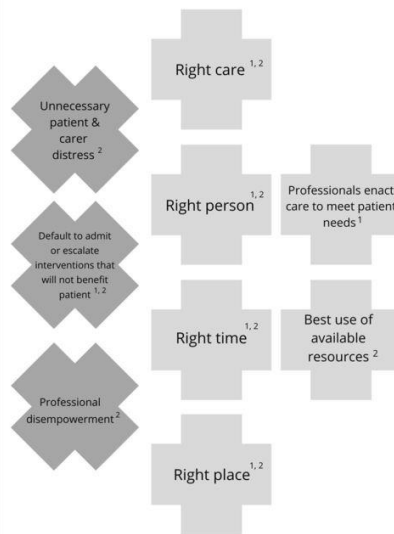 Right care 1, 2
Unnecessary
patient &
carer
distress 2
Right person 1, 2
Professionals enact
care to meet patient
needs 1
Default to admit
or escalate
interventions that
will not benefit
patient 1, 2
Right time 1, 2
Best use of
available
resources 2
Professional
disempowerment 2
Right place 1, 2